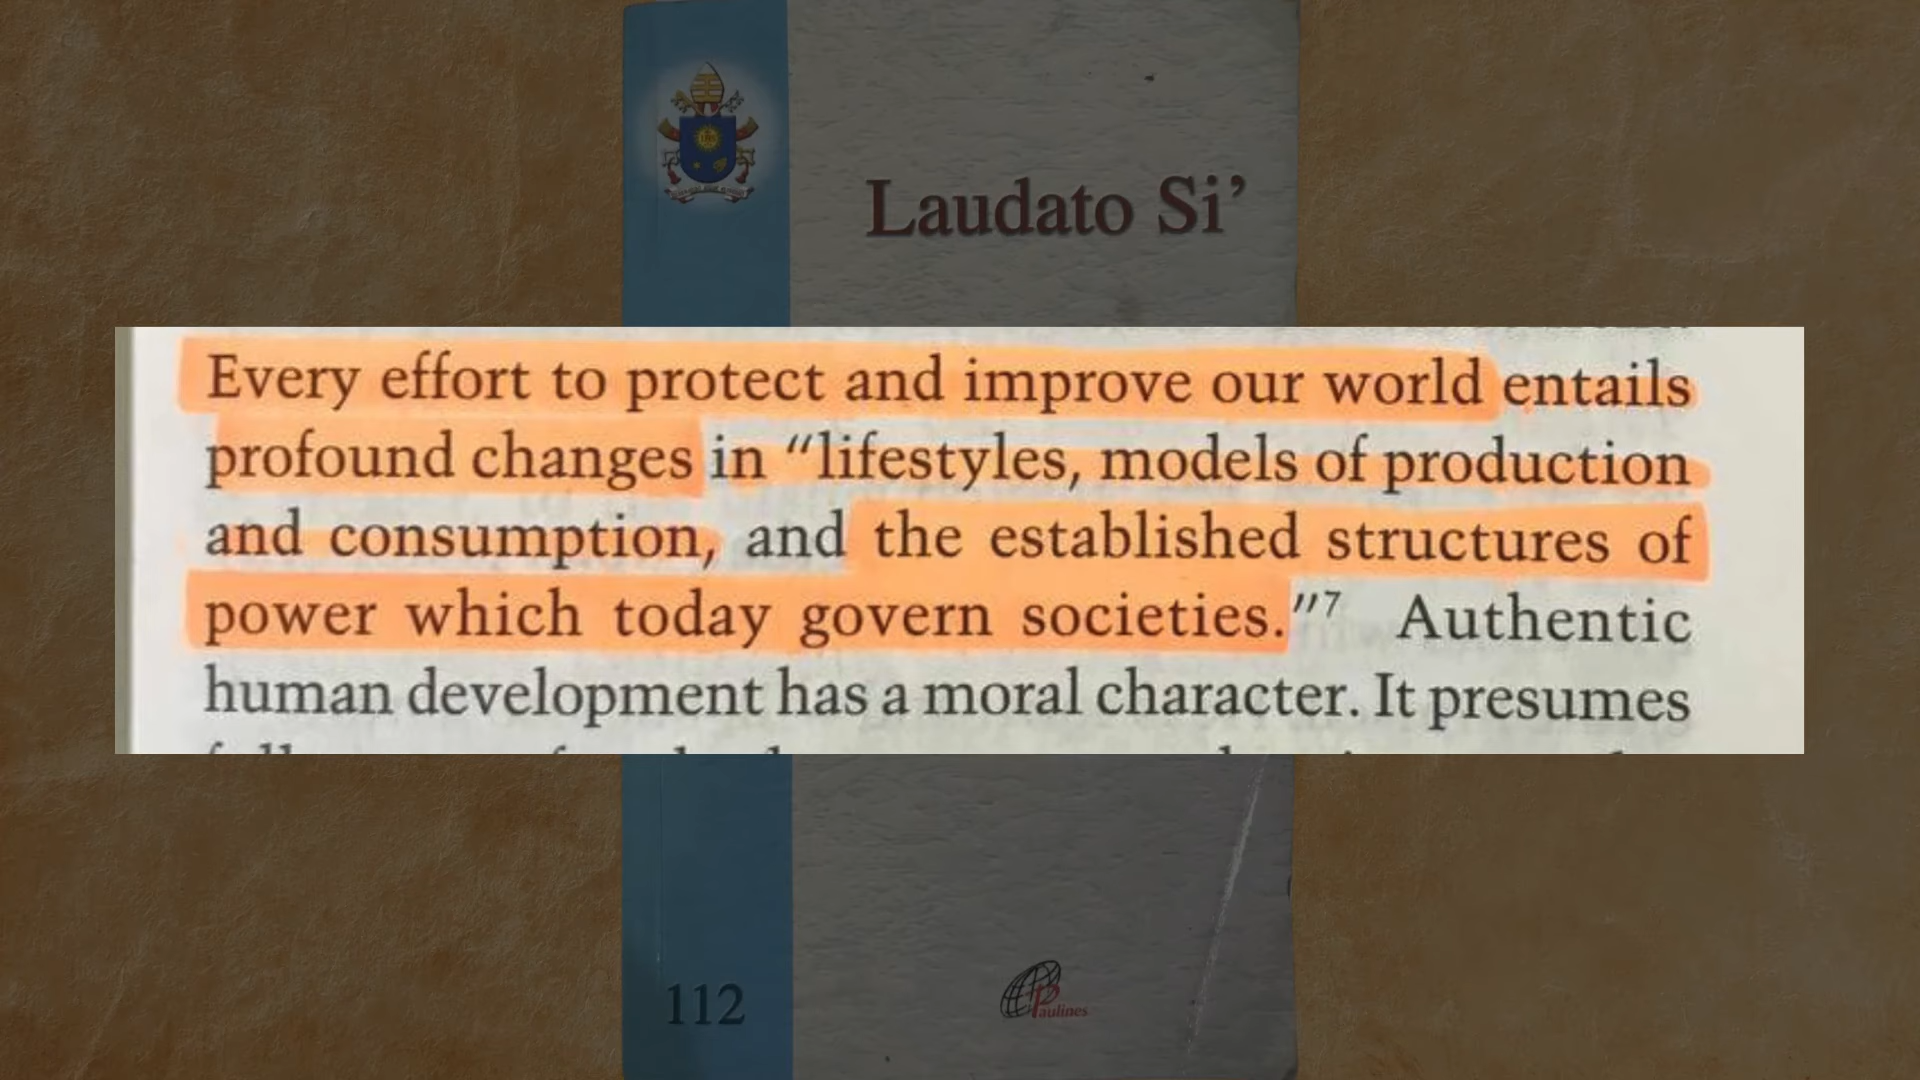 Laudato Si’
Every effort to protect and improve our world entails
profound changes in “lifestyles, models of production
and consumption, and the established structures of
power which today govern societies.”7 Authentic
human development has a moral character. It presumes
112
Paulines